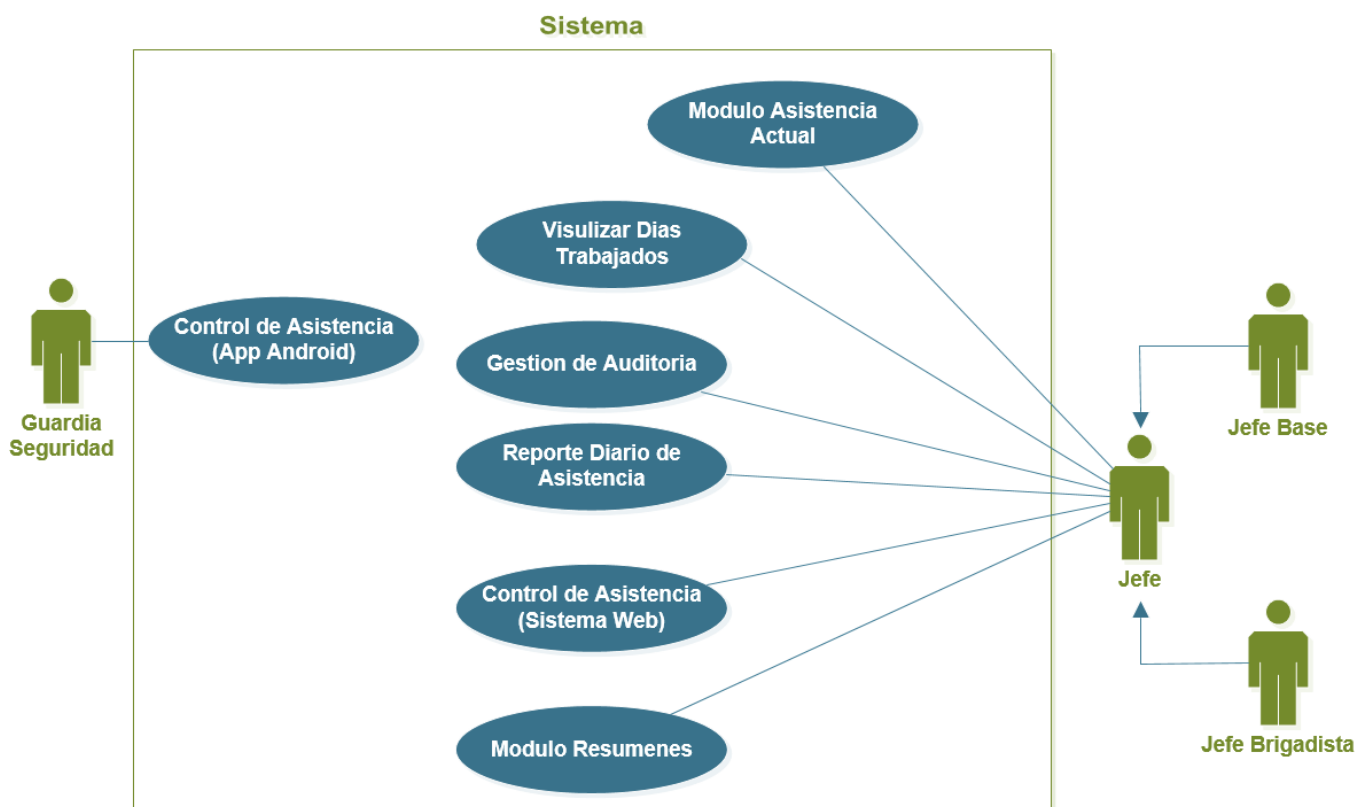 Sistema
Modulo Asistencia
Actual
Visulizar Dias
Trabajados
Control de Asistencia
(App Android)
Gestion de Auditoria
Reporte Diario de
Asistencia
Control de Asistencia
(Sistema Web)
Modulo Resumenes
Guardia
Seguridad
Jefe Base
Jefe
Jefe Brigadista